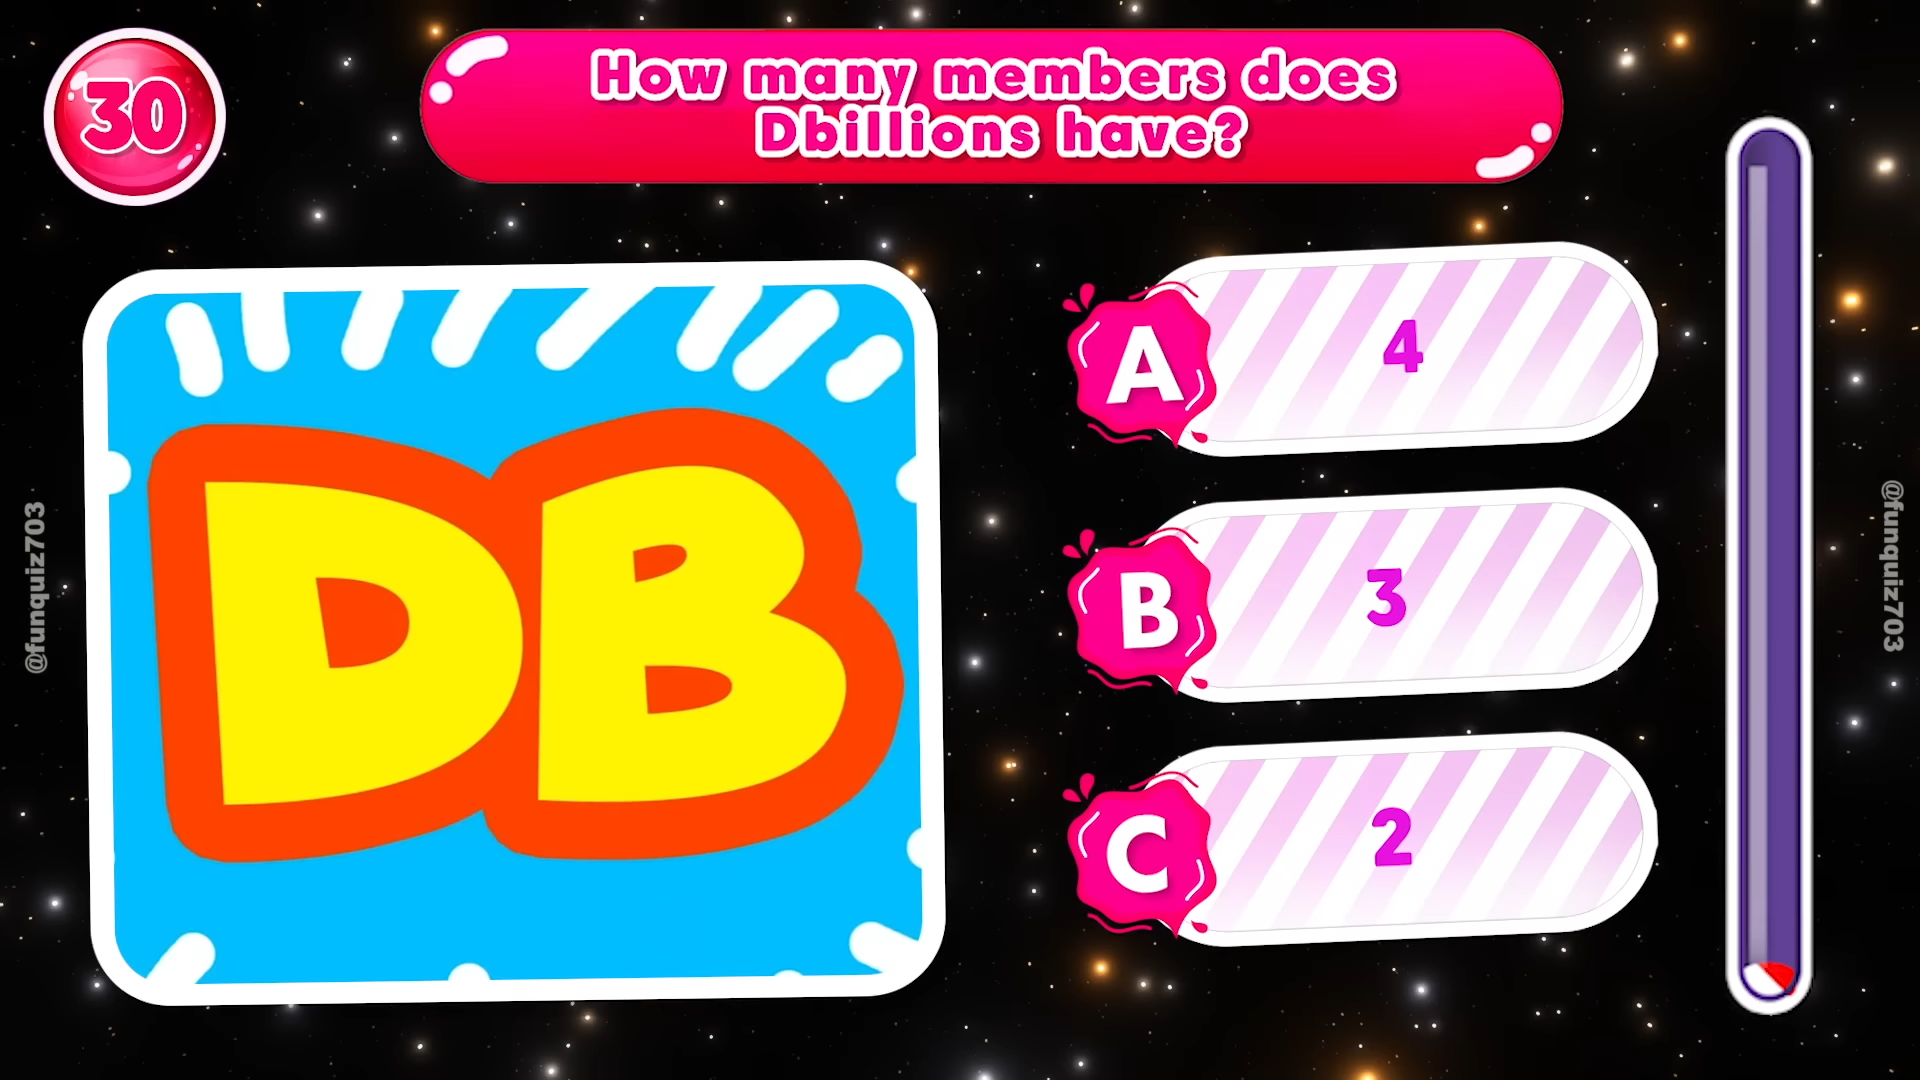 30
How many members does
Dbillions have?
DB
A
4
B
3
C
2
@funquiz703
@funquiz703